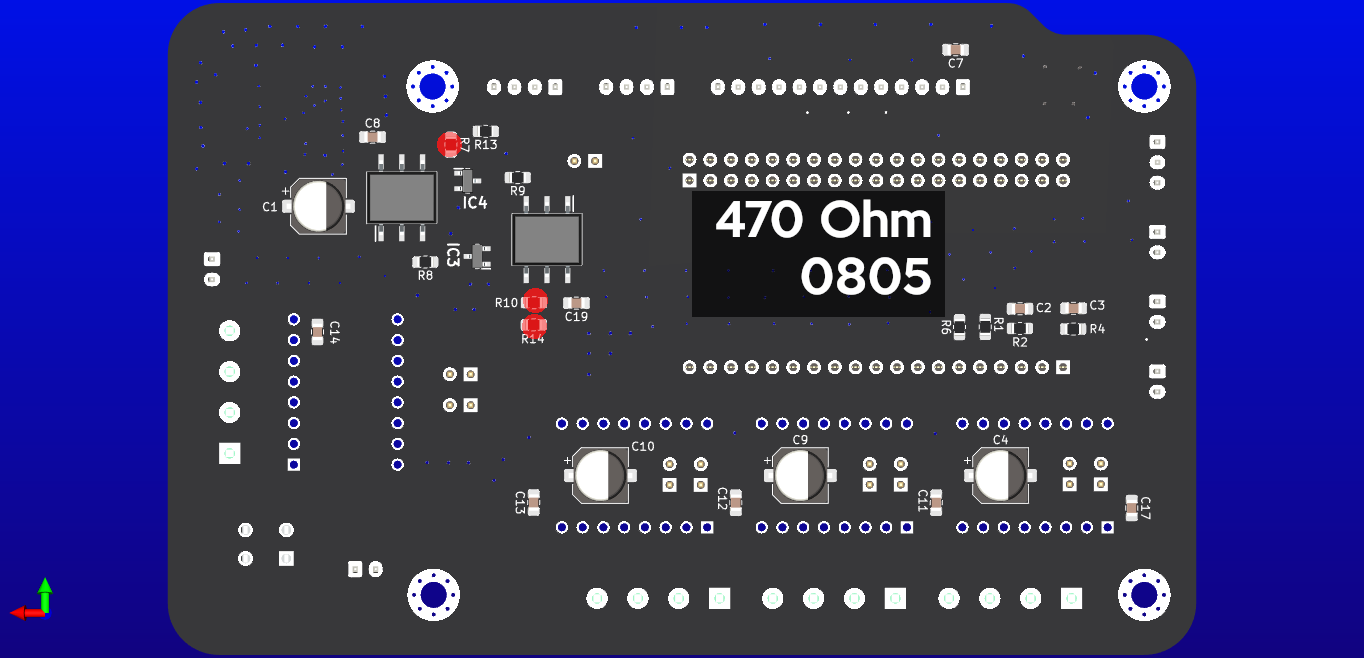 C7
C8
R7
R13
R9
+
C1
IC4
470 Ohm
0805
IC3
R8
R10
C19
C2
C3
C14
R14
R6
R1
R2
R4
C10
C9
C4
+
+
+
C13
C12
C11
C17